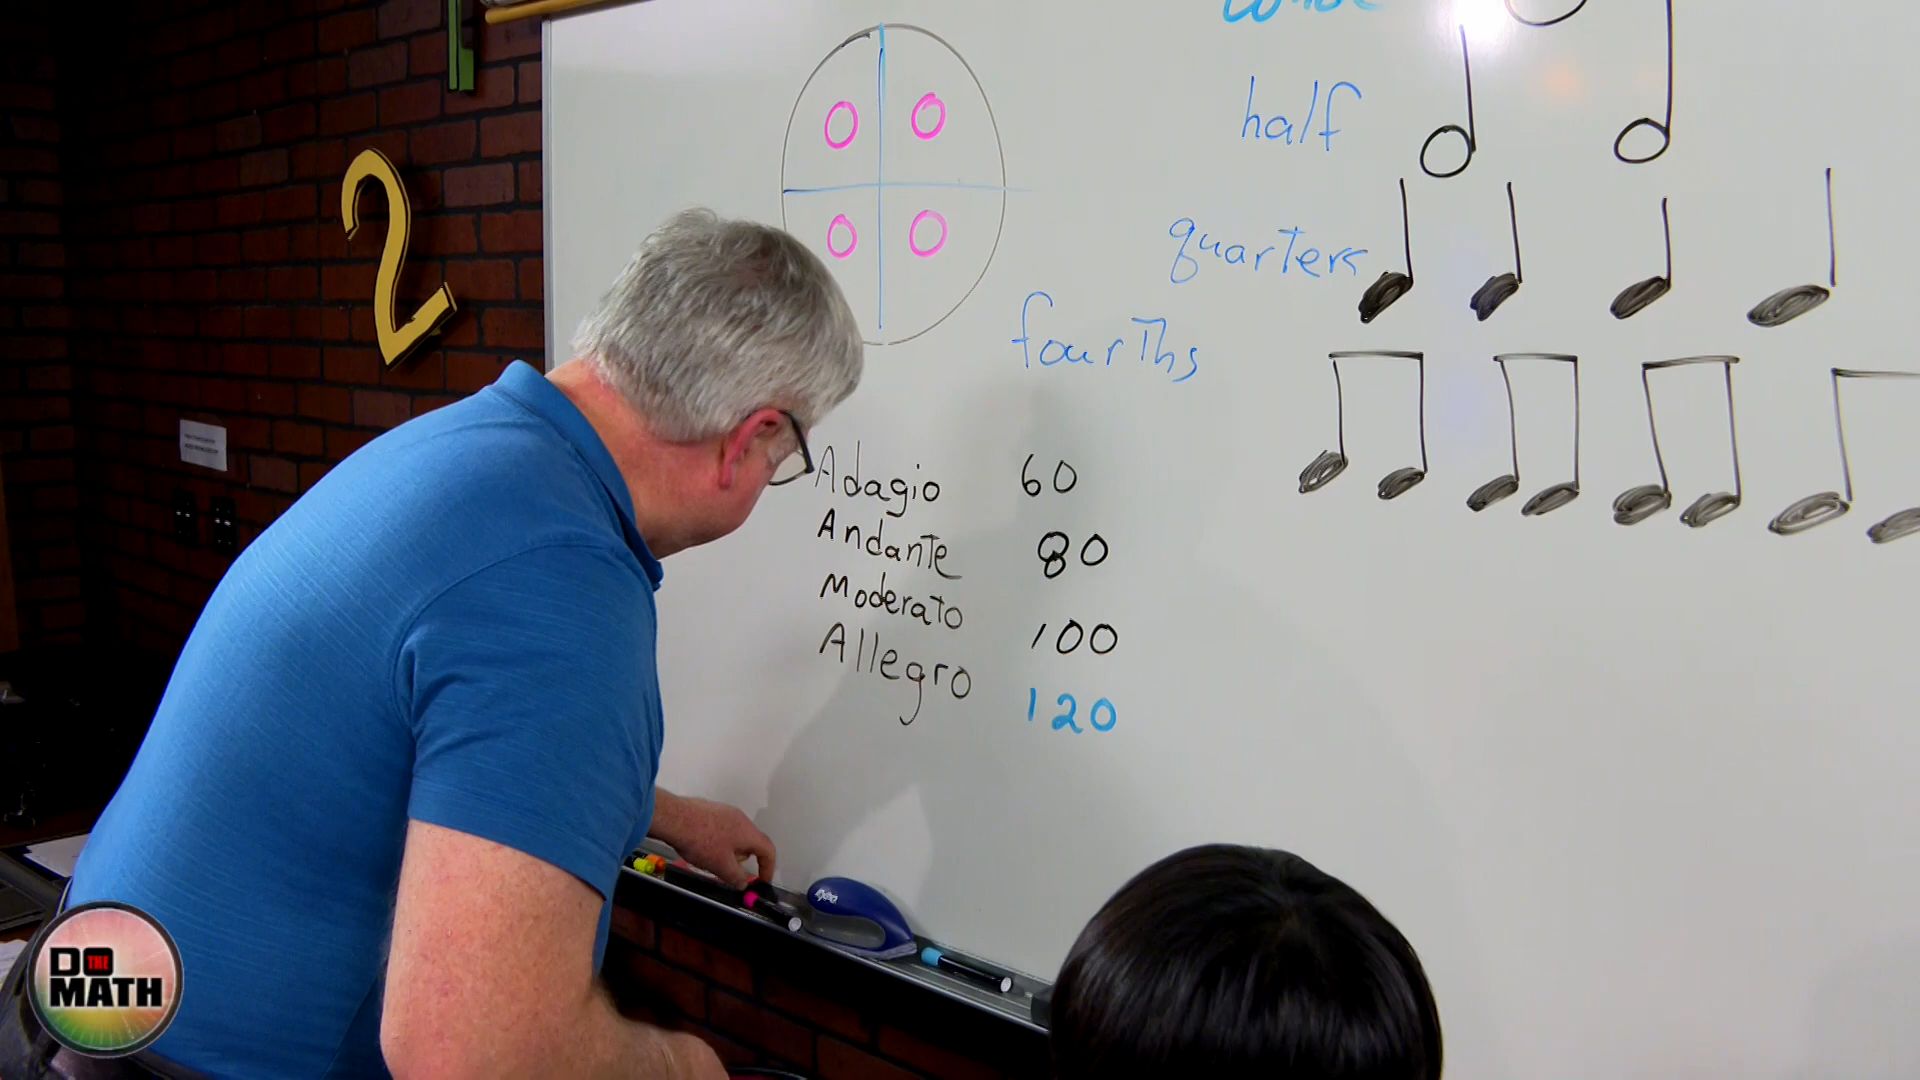 half
quarters
fourths
Adagio 60
Andante 80
Moderato 100
Allegro 120
2
DO THE MATH